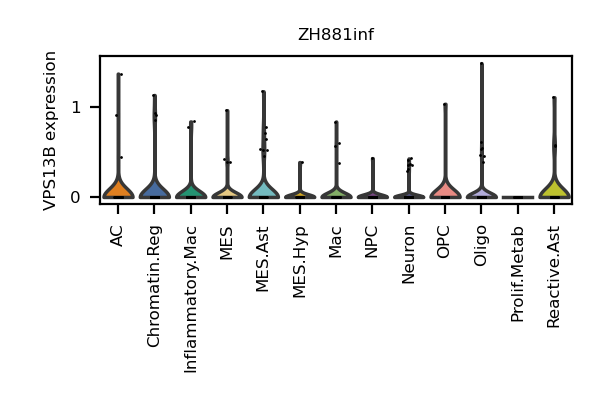 ZH881inf
VPS13B expression
1
0
AC
Chromatin.Reg
Inflammatory.Mac
MES
MES.Ast
MES.Hyp
Mac
NPC
Neuron
OPC
Oligo
Prolif.Metab
Reactive.Ast